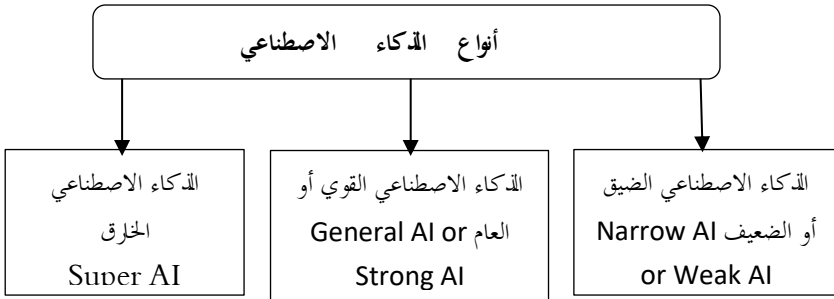 أنواع الذكاء الاصطناعي
الذكاء الاصطناعي الضيق
أو الضعيف Narrow AI
or Weak AI
الذكاء الاصطناعي القوي أو
العام General AI or
Strong AI
الذكاء الاصطناعي
الخارق
Super AI